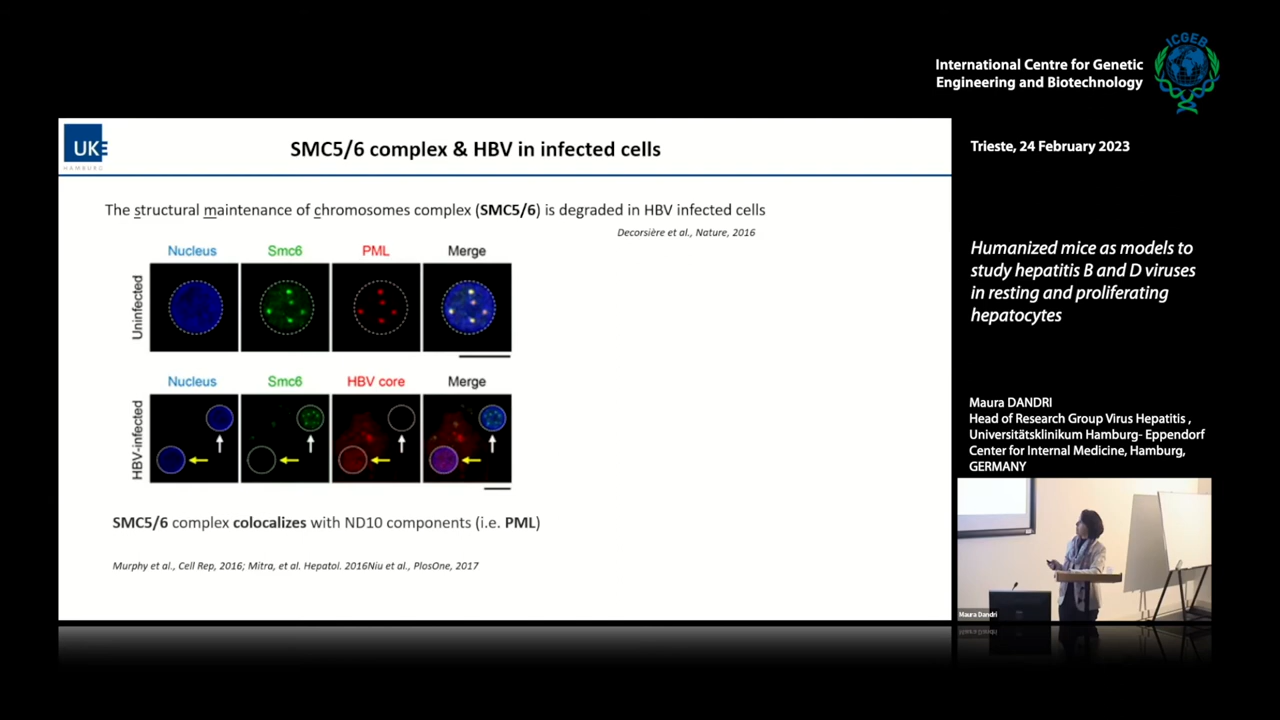 International Centre for Genetic
Engineering and Biotechnology
ICGEB
Trieste, 24 February 2023
UKE
HAMBURG
SMC5/6 complex & HBV in infected cells
The structural maintenance of chromosomes complex (SMC5/6) is degraded in HBV infected cells
Decorsière et al., Nature, 2016
Nucleus Smc6 PML Merge
Uninfected
Nucleus Smc6 HBV core Merge
HBV-infected
SMC5/6 complex colocalizes with ND10 components (i.e. PML)
Murphy et al., Cell Rep, 2016; Mitra, et al. Hepatol. 2016Niu et al., PlosOne, 2017
Humanized mice as models to
study hepatitis B and D viruses
in resting and proliferating
hepatocytes
Maura DANDRI
Head of Research Group Virus Hepatitis ,
Universitätsklinikum Hamburg- Eppendorf
Center for Internal Medicine, Hamburg,
GERMANY
Maura Dandri